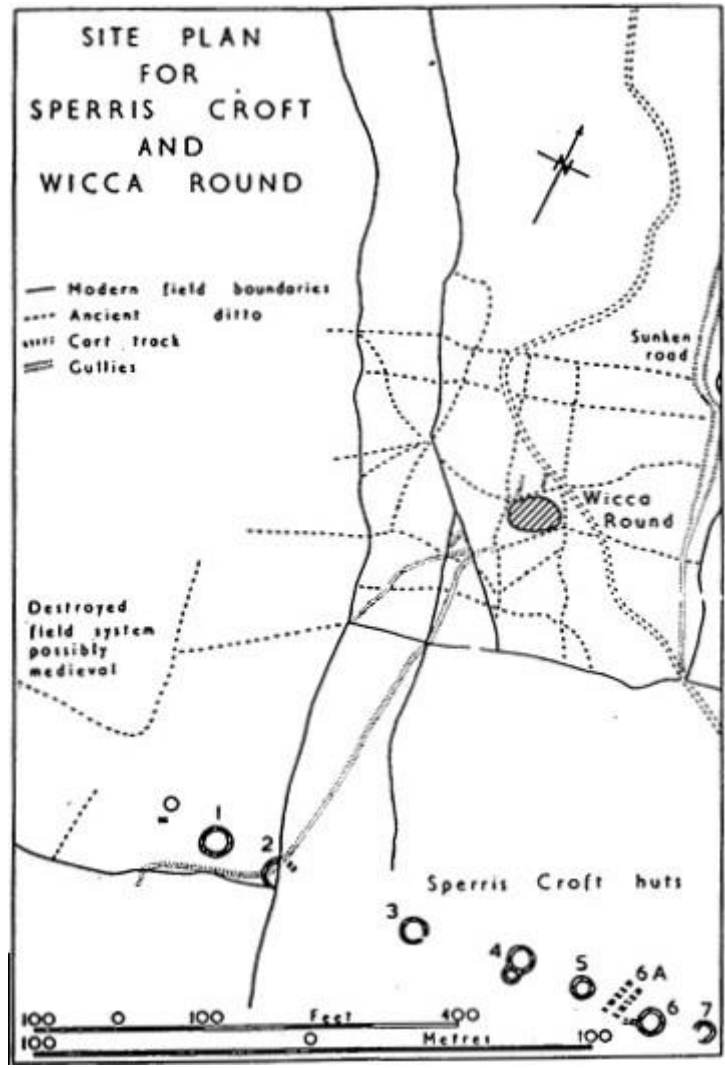 SITE PLAN
FOR
SPERRIS CROFT
AND
WICCA ROUND
N
Modern field boundaries
Ancient ditto
Cart track
Gullies
Sunken
road
Wicca
Round
Destroyed
field system
possibly
medieval
1
2
Sperris Croft huts
3
4
5
6A
6
7
100 0 100 Feet 400
100 0 Metres 100